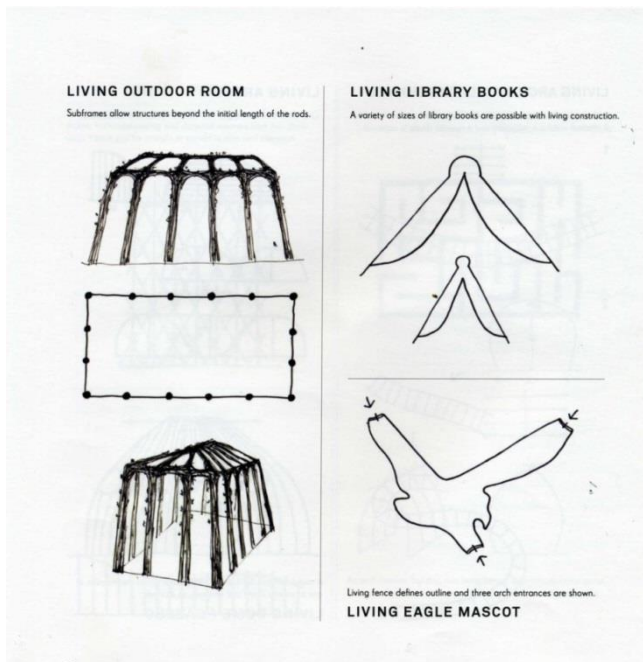 LIVING OUTDOOR ROOM
Subframes allow structures beyond the initial length of the rods.
LIVING LIBRARY BOOKS
A variety of sizes of library books are possible with living construction.
Living fence defines outline and three arch entrances are shown.
LIVING EAGLE MASCOT